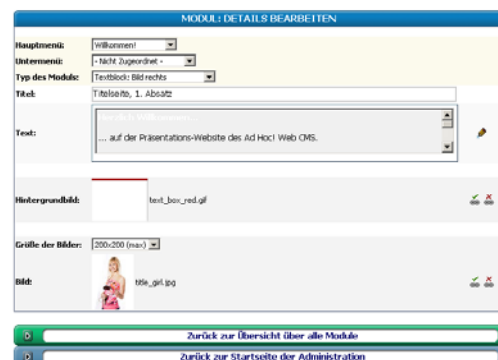 MODUL: DETAILS BEARBEITEN
Hauptmenü: Willkommen!
Untermenü: - Nicht Zugeordnet -
Typ des Moduls: Textblock: Bild rechts
Titel: Titelseite, 1. Absatz
Herzlich Willkommen...
Text: ... auf der Präsentations-Website des Ad Hoc! Web CMS.
Hintergrundbild: text_box_red.gif
Größe der Bilder: 200x200 (max)
Bild: title_girl.jpg
Zurück zur Übersicht über alle Module
Zurück zur Startseite der Administration